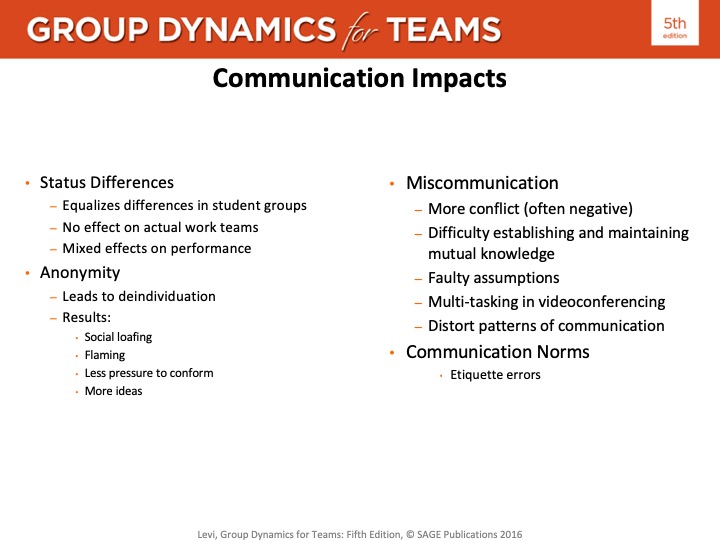 GROUP DYNAMICS for TEAMS
5th
edition
Communication Impacts
• Status Differences
– Equalizes differences in student groups
– No effect on actual work teams
– Mixed effects on performance
• Anonymity
– Leads to deindividuation
– Results:
• Social loafing
• Flaming
• Less pressure to conform
• More ideas
• Miscommunication
– More conflict (often negative)
– Difficulty establishing and maintaining
mutual knowledge
– Faulty assumptions
– Multi-tasking in videoconferencing
– Distort patterns of communication
• Communication Norms
• Etiquette errors
Levi, Group Dynamics for Teams: Fifth Edition, © SAGE Publications 2016